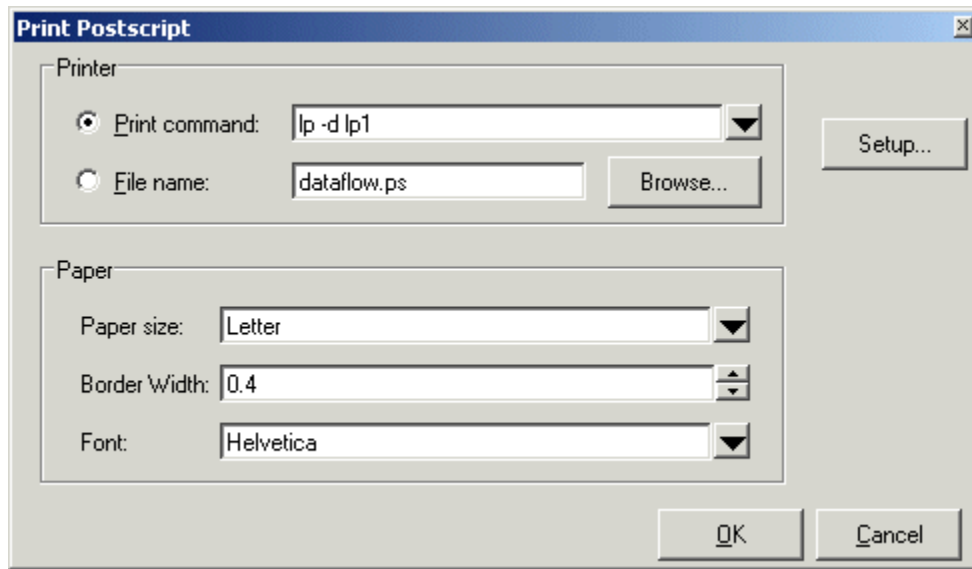 Print Postscript
Printer
Print command: lp -d lp1
Setup...
File name: dataflow.ps Browse...
Paper
Paper size: Letter
Border Width: 0.4
Font: Helvetica
OK Cancel